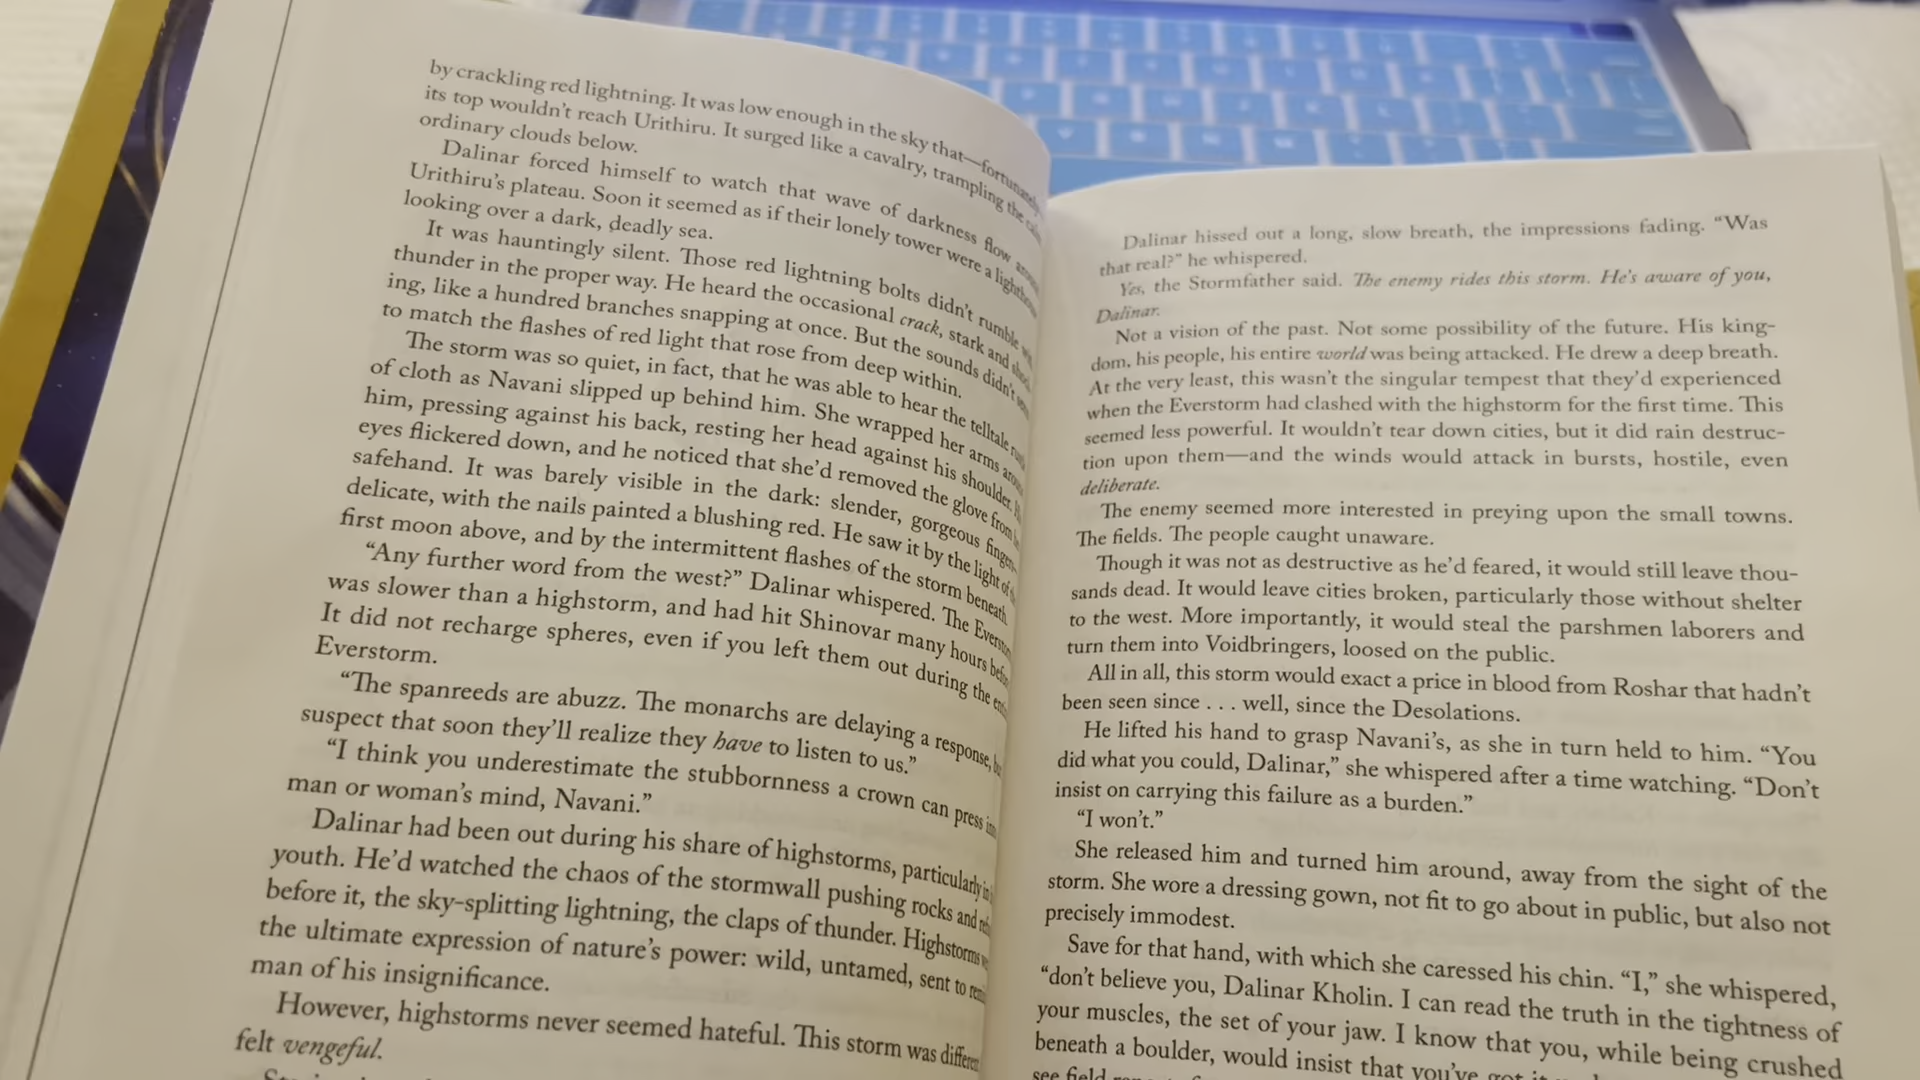 by crackling red lightning. It was low enough in the sky that—fortunately
its top wouldn't reach Urithiru. It surged like a cavalry, trampling the
ordinary clouds below.
Dalinar forced himself to watch that wave of darkness flow
Urithiru's plateau. Soon it seemed as if their lonely tower were a
looking over a dark, deadly sea.
It was hauntingly silent. Those red lightning bolts didn't rumble
thunder in the proper way. He heard the occasional crack, stark and
ing, like a hundred branches snapping at once. But the sounds didn't
to match the flashes of red light that rose from deep within.
The storm was so quiet, in fact, that he was able to hear the telltale
of cloth as Navani slipped up behind him. She wrapped her arms
him, pressing against his back, resting her head against his shoulder.
eyes flickered down, and he noticed that she'd removed the glove from
safehand. It was barely visible in the dark: slender, gorgeous
delicate, with the nails painted a blushing red. He saw it by the light of
first moon above, and by the intermittent flashes of the storm beneath.
“Any further word from the west?” Dalinar whispered. The
was slower than a highstorm, and had hit Shinovar many hours
It did not recharge spheres, even if you left them out during the
Everstorm.
“The spanreeds are abuzz. The monarchs are delaying a response,
suspect that soon they'll realize they have to listen to us.”
“I think you underestimate the stubbornness a crown can press
man or woman's mind, Navani.”
Dalinar had been out during his share of highstorms, particularly
youth. He'd watched the chaos of the stormwall pushing rocks and
before it, the sky-splitting lightning, the claps of thunder. Highstorms
the ultimate expression of nature's power: wild, untamed, sent to
man of his insignificance.
However, highstorms never seemed hateful. This storm was
felt vengeful.
Dalinar hissed out a long, slow breath, the impressions fading. “Was
that real?” he whispered.
Yes, the Stormfather said. The enemy rides this storm. He's aware of you,
Dalinar.
Not a vision of the past. Not some possibility of the future. His king-
dom, his people, his entire world was being attacked. He drew a deep breath.
At the very least, this wasn't the singular tempest that they'd experienced
when the Everstorm had clashed with the highstorm for the first time. This
seemed less powerful. It wouldn't tear down cities, but it did rain destruc-
tion upon them—and the winds would attack in bursts, hostile, even
deliberate.
The enemy seemed more interested in preying upon the small towns.
The fields. The people caught unaware.
Though it was not as destructive as he'd feared, it would still leave thou-
sands dead. It would leave cities broken, particularly those without shelter
to the west. More importantly, it would steal the parshmen laborers and
turn them into Voidbringers, loosed on the public.
All in all, this storm would exact a price in blood from Roshar that hadn't
been seen since . . . well, since the Desolations.
He lifted his hand to grasp Navani's, as she in turn held to him. “You
did what you could, Dalinar,” she whispered after a time watching. “Don't
insist on carrying this failure as a burden.”
“I won't.”
She released him and turned him around, away from the sight of the
storm. She wore a dressing gown, not fit to go about in public, but also not
precisely immodest.
Save for that hand, with which she caressed his chin. “I,” she whispered,
“don't believe you, Dalinar Kholin. I can read the truth in the tightness of
your muscles, the set of your jaw. I know that you, while being crushed
beneath a boulder, would insist that you've got it
see field